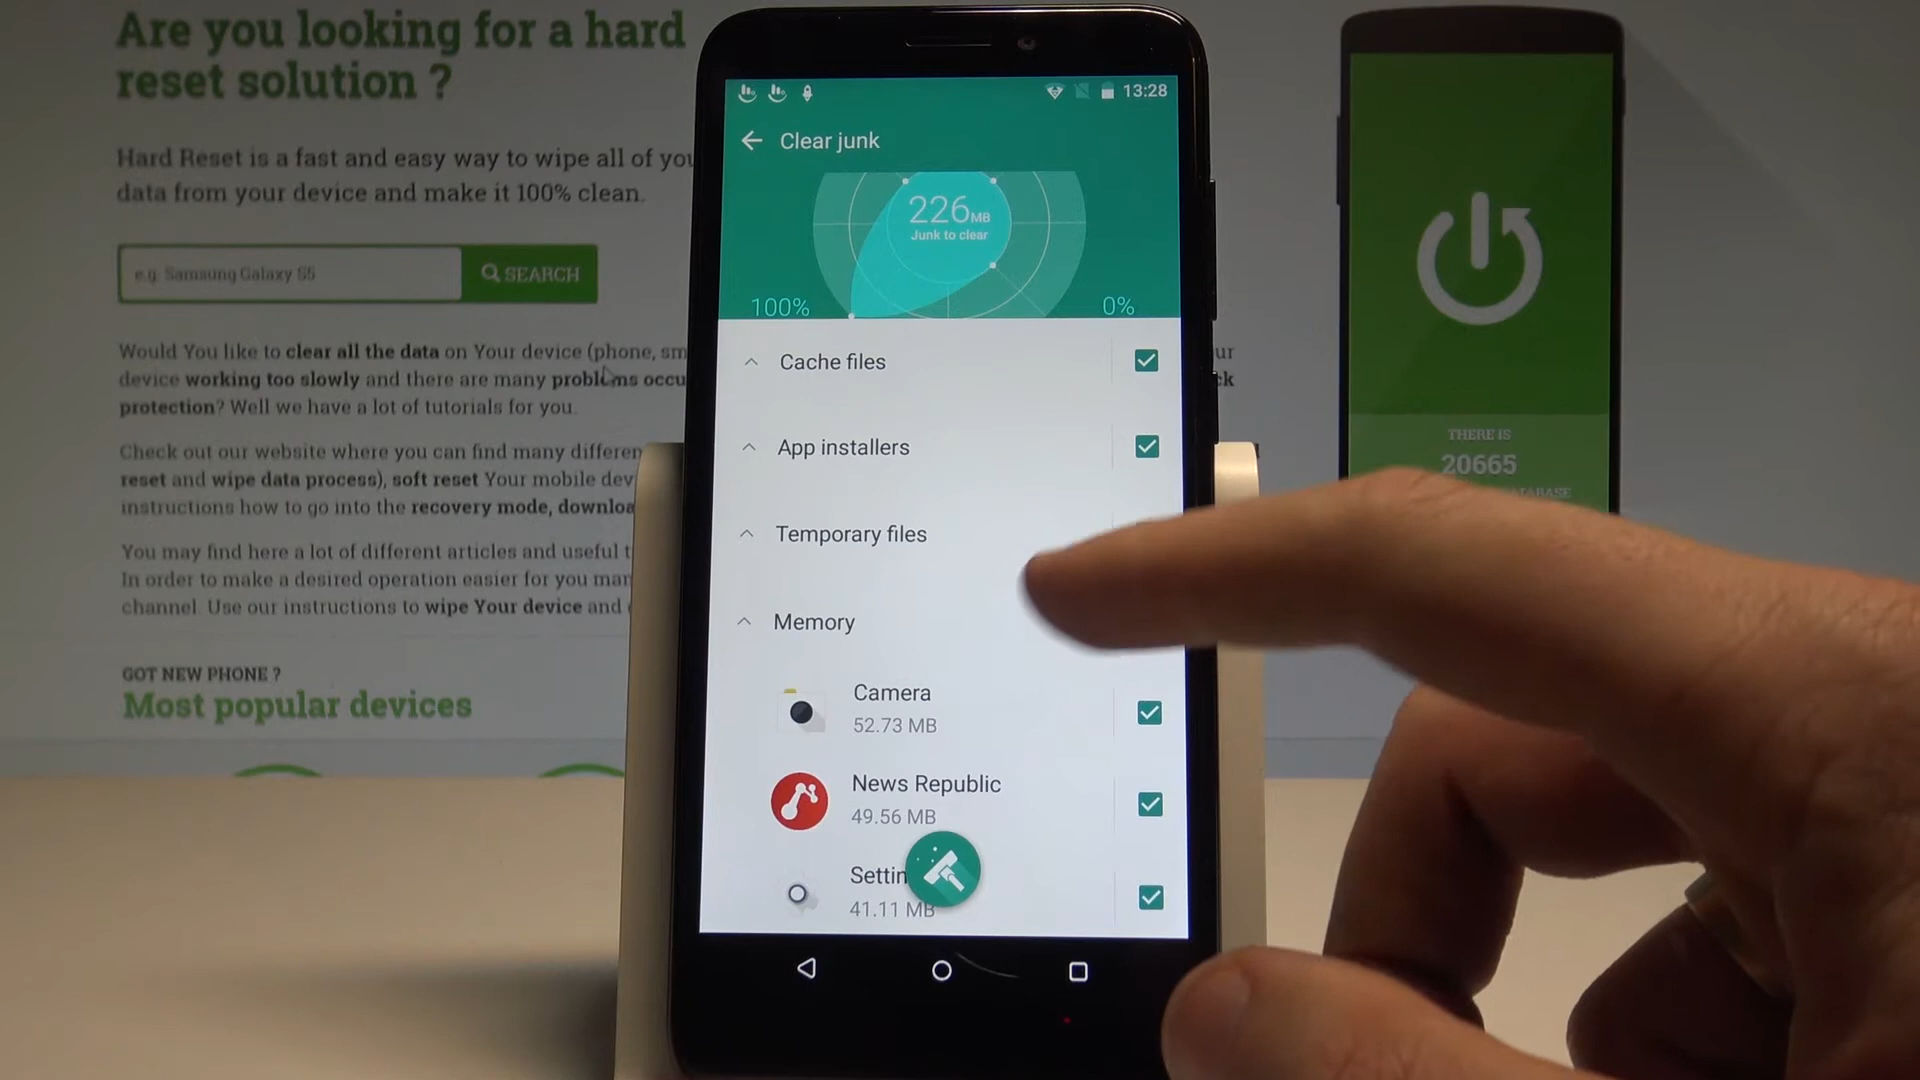 Are you looking for a hard
reset solution ?
Hard Reset is a fast and easy way to wipe all of you
data from your device and make it 100% clean.
e.g. Samsung Galaxy S5
SEARCH
Would You like to clear all the data on Your device (phone, sm
device working too slowly and there are many problems occu
protection? Well we have a lot of tutorials for you.
Check out our website where you can find many differen
reset and wipe data process), soft reset Your mobile dev
instructions how to go into the recovery mode, downloa
You may find here a lot of different articles and useful t
In order to make a desired operation easier for you man
channel. Use our instructions to wipe Your device and
GOT NEW PHONE ?
Most popular devices
13:28
Clear junk
226MB
Junk to clear
100%
0%
Cache files
App installers
Temporary files
Memory
Camera
52.73 MB
News Republic
49.56 MB
Settin
41.11 MB
ur
ck
THERE IS
20665
ATABASE